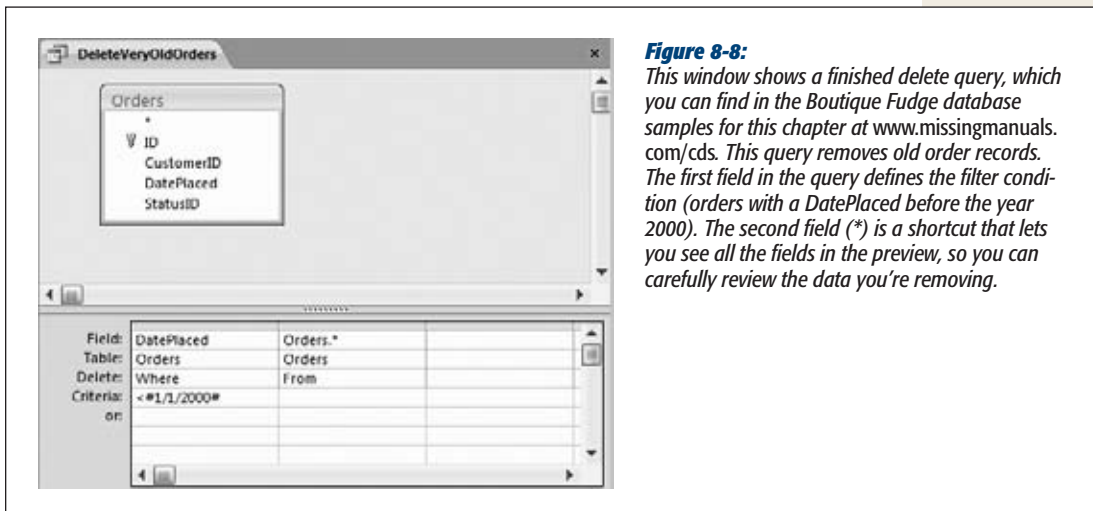 DeleteVeryOldOrders
Orders
*
ID
CustomerID
DatePlaced
StatusID
Field: DatePlaced Orders.*
Table: Orders Orders
Delete: Where From
Criteria: <#1/1/2000#
or:
Figure 8-8:
This window shows a finished delete query, which
you can find in the Boutique Fudge database
samples for this chapter at www.missingmanuals.
com/cds. This query removes old order records.
The first field in the query defines the filter condi-
tion (orders with a DatePlaced before the year
2000). The second field (*) is a shortcut that lets
you see all the fields in the preview, so you can
carefully review the data you're removing.